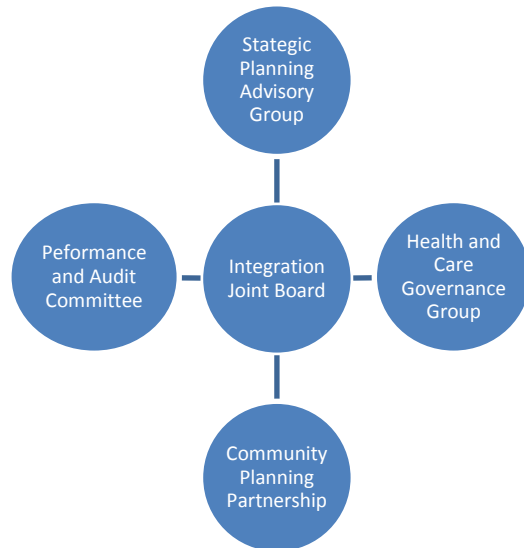 Stategic
Planning
Advisory
Group
Peformance
and Audit
Committee
Integration
Joint Board
Health and
Care
Governance
Group
Community
Planning
Partnership